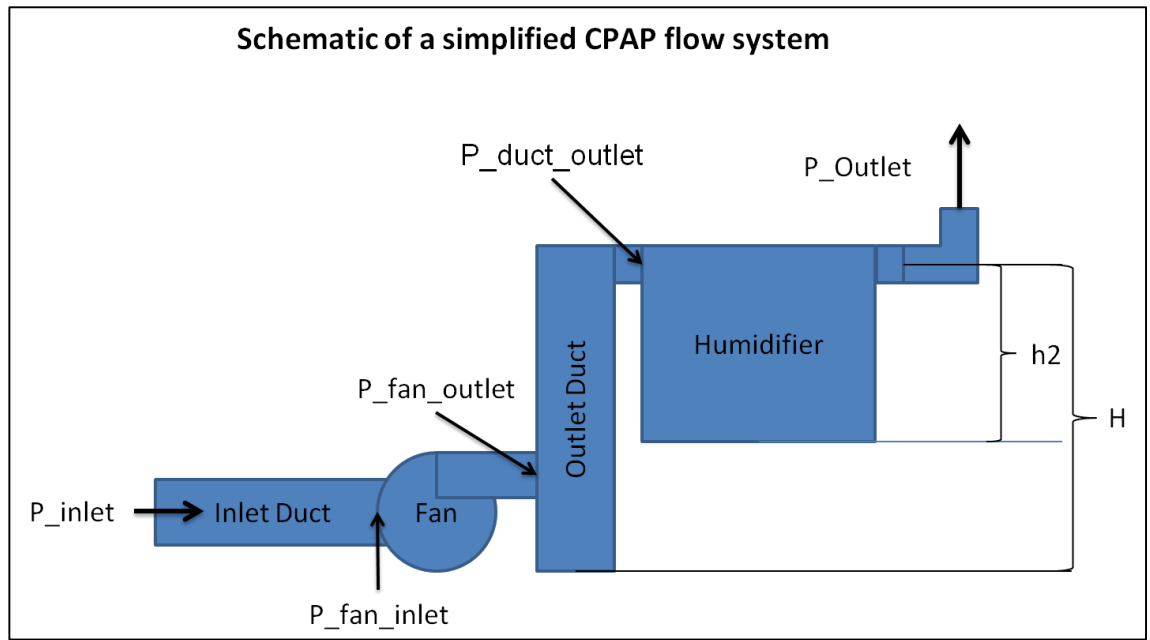 Schematic of a simplified CPAP flow system
P_duct_outlet
P_Outlet
Humidifier
h2
Outlet Duct
P_fan_outlet
H
P_inlet
Inlet Duct
Fan
P_fan_inlet